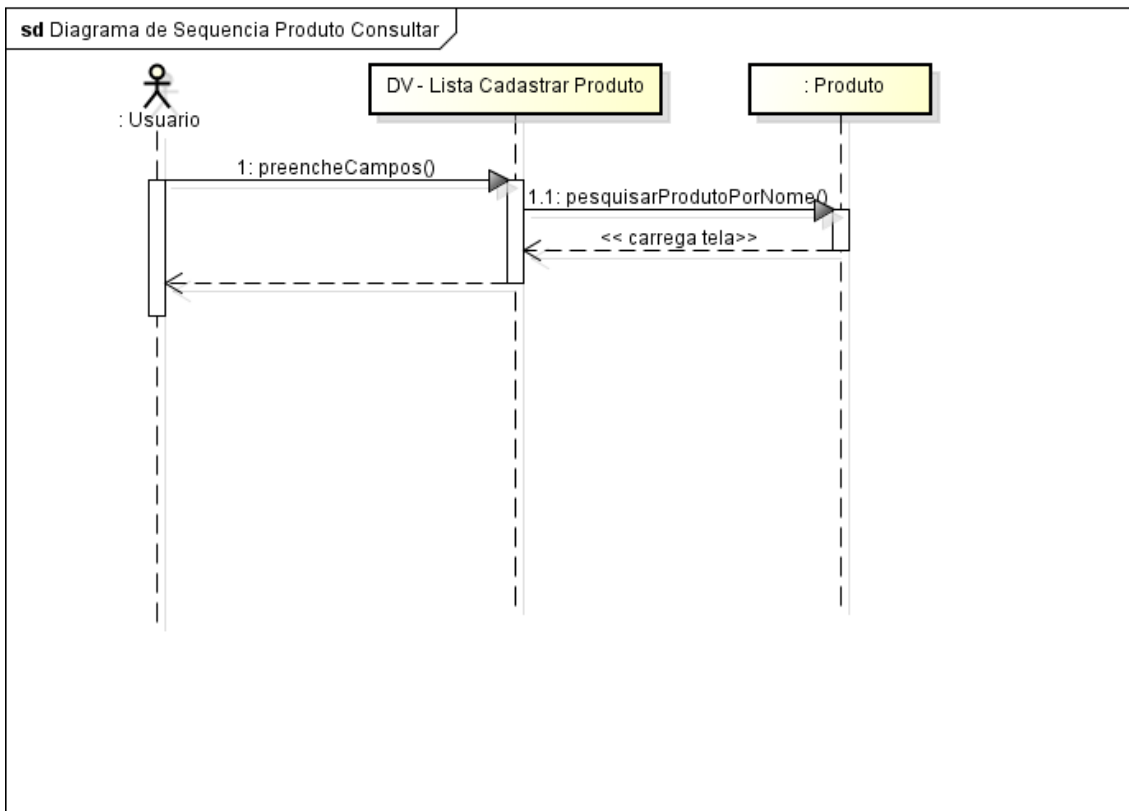 sd Diagrama de Sequencia Produto Consultar
: Usuario
DV - Lista Cadastrar Produto
: Produto
1: preencheCampos()
1.1: pesquisarProdutoPorNome()
<< carrega tela>>